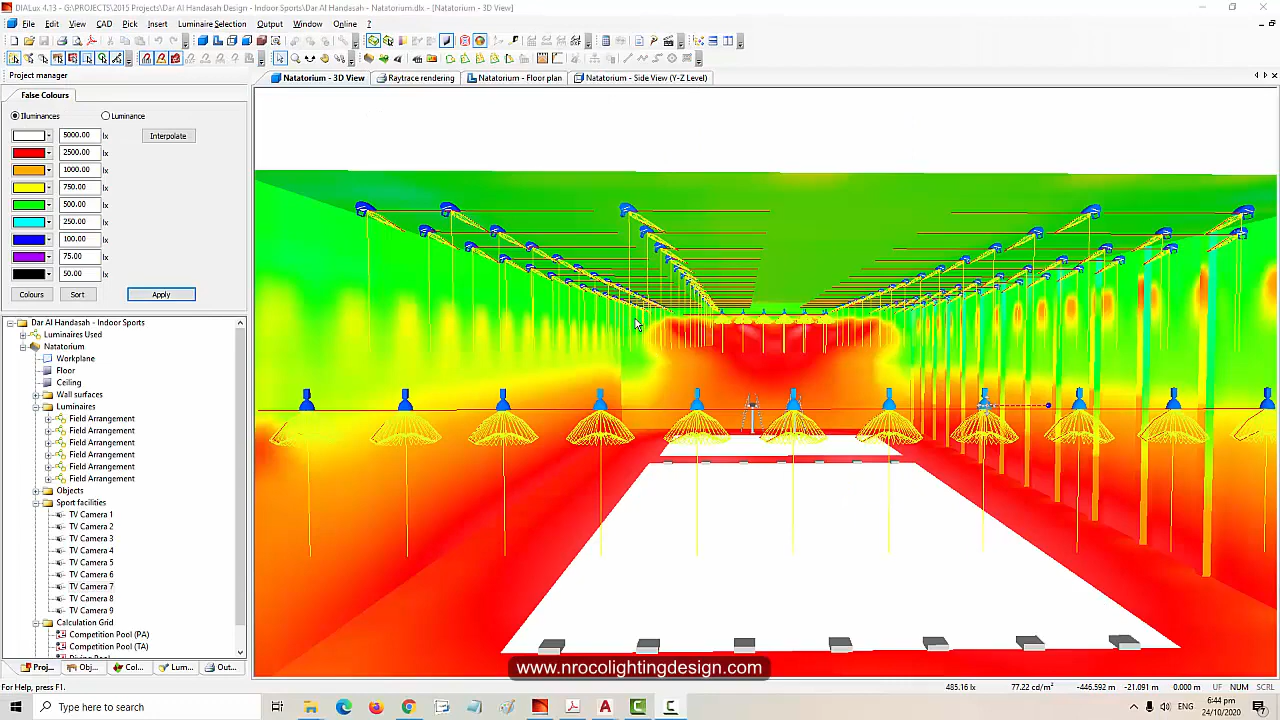 DIALux 4.13 - G:\PROJECTS\2015 Projects\Dar Al Handasah Design - Indoor Sports\Dar Al Handasah - Natatorium.dlx - [Natatorium - 3D View]
File Edit View CAD Pick Insert Luminaire Selection Output Window Online ?
Project manager
Natatorium - 3D View
Raytrace rendering
Natatorium - Floor plan
Natatorium - Side View (Y-Z Level)
False Colours
Illuminances Luminance
5000.00 lx Interpolate
2500.00 lx
1000.00 lx
750.00 lx
500.00 lx
250.00 lx
100.00 lx
75.00 lx
50.00 lx
Colours Sort Apply
Dar Al Handasah - Indoor Sports
Luminaires Used
Natatorium
Workplane
Floor
Ceiling
Wall surfaces
Luminaires
Field Arrangement
Field Arrangement
Field Arrangement
Field Arrangement
Field Arrangement
Field Arrangement
Objects
Sport facilities
TV Camera 1
TV Camera 2
TV Camera 3
TV Camera 4
TV Camera 5
TV Camera 6
TV Camera 7
TV Camera 8
TV Camera 9
Calculation Grid
Competition Pool (PA)
Competition Pool (TA)
Proj... Obj... Col... Lum... Out...
www.nrocolightingdesign.com
For Help, press F1.
485.16 lx 77.22 cd/m² -446.592 m -21.091 m 0.000 m UF NUM SCRL
Type here to search
ENG
6:44 pm
24/10/2020